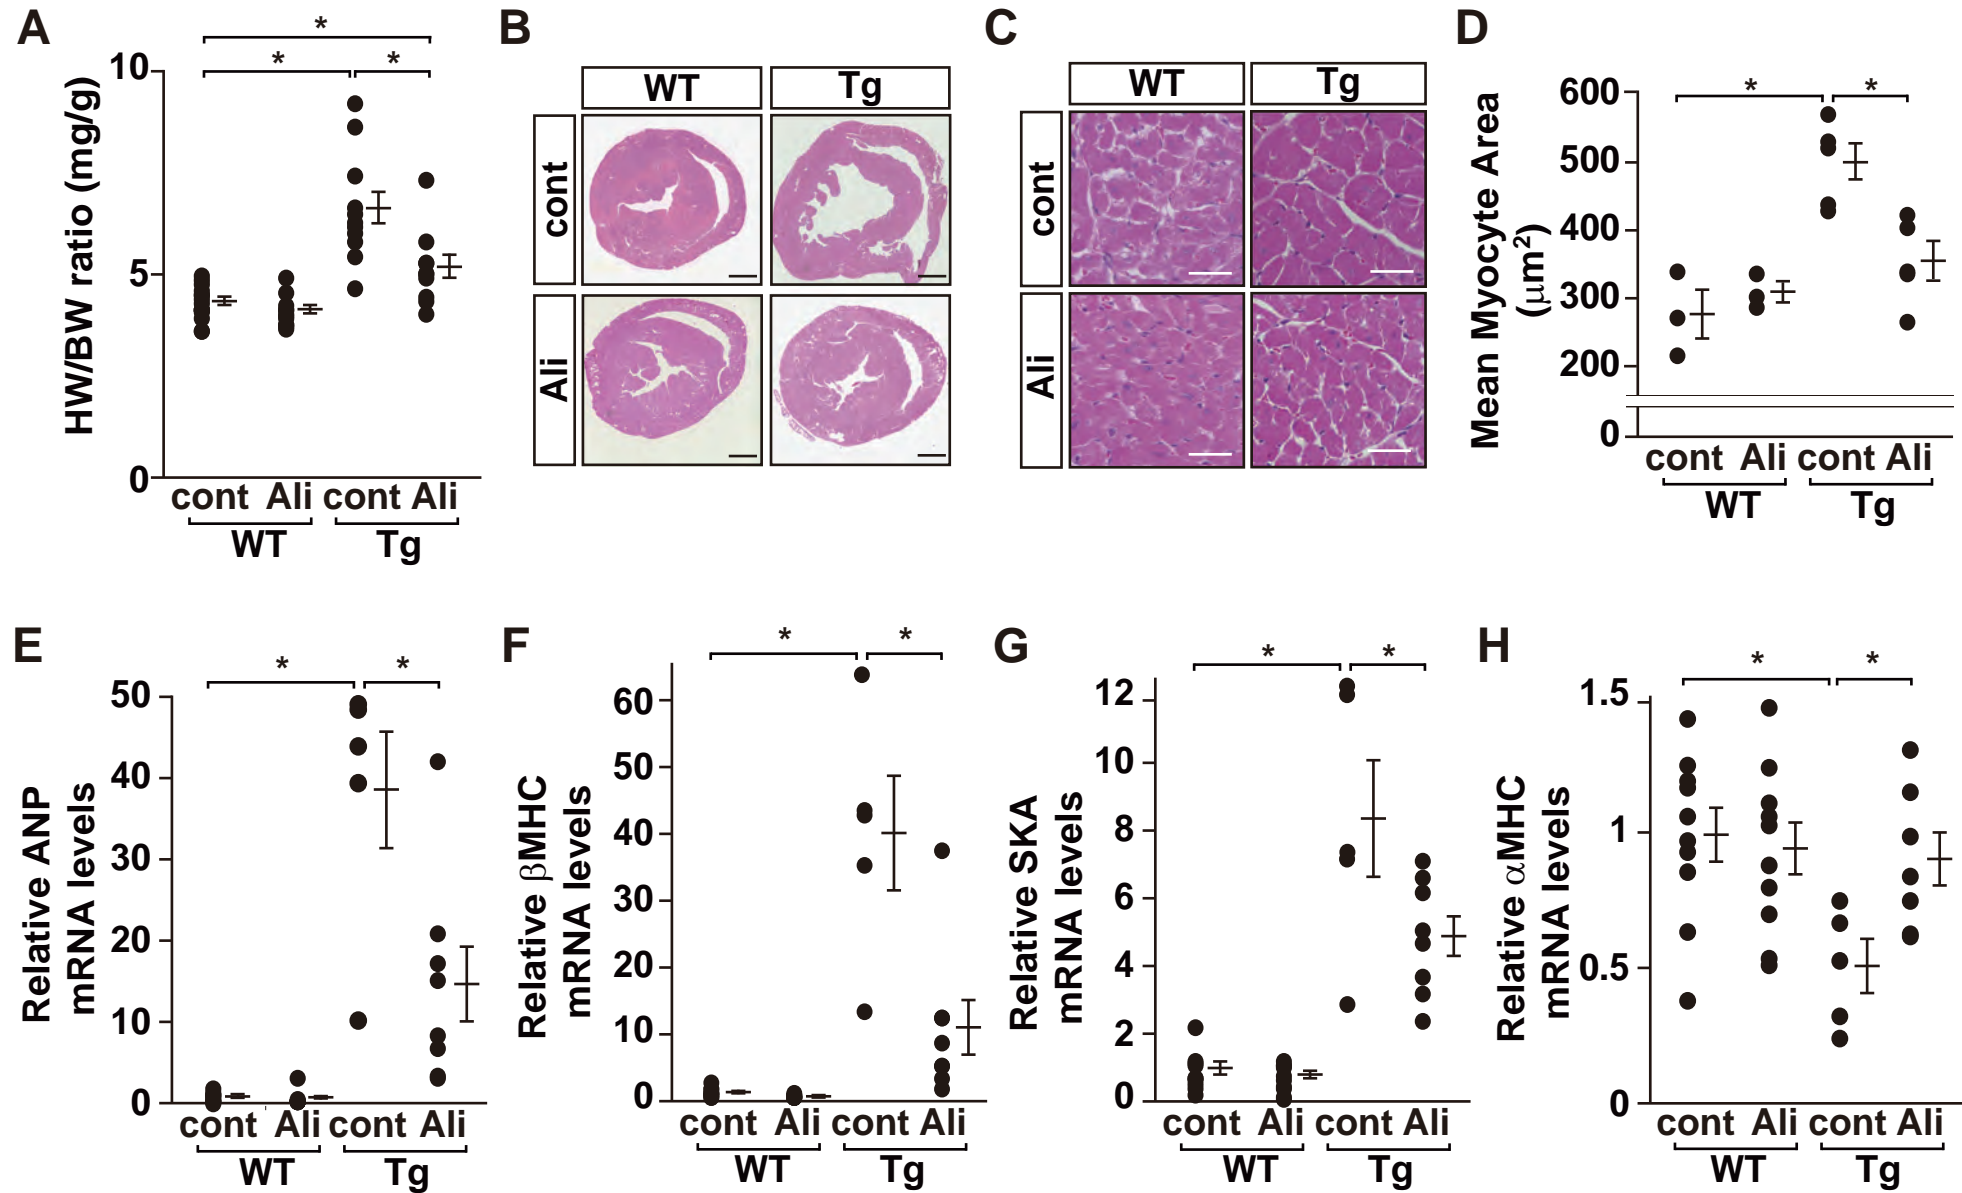 A
HW/BW ratio (mg/g)
10
5
0
*
*
*
cont Ali cont Ali
WT Tg
B
WT Tg
cont
Ali
C
WT Tg
cont
Ali
D
Mean Myocyte Area
(μm²)
600
500
400
300
200
0
*
*
cont Ali cont Ali
WT Tg
E
Relative ANP
mRNA levels
50
40
30
20
10
0
*
*
cont Ali cont Ali
WT Tg
F
Relative βMHC
mRNA levels
60
50
40
30
20
10
0
*
*
cont Ali cont Ali
WT Tg
G
Relative SKA
mRNA levels
12
10
8
6
4
2
0
*
*
cont Ali cont Ali
WT Tg
H
Relative αMHC
mRNA levels
1.5
1
0.5
0
*
*
cont Ali cont Ali
WT Tg